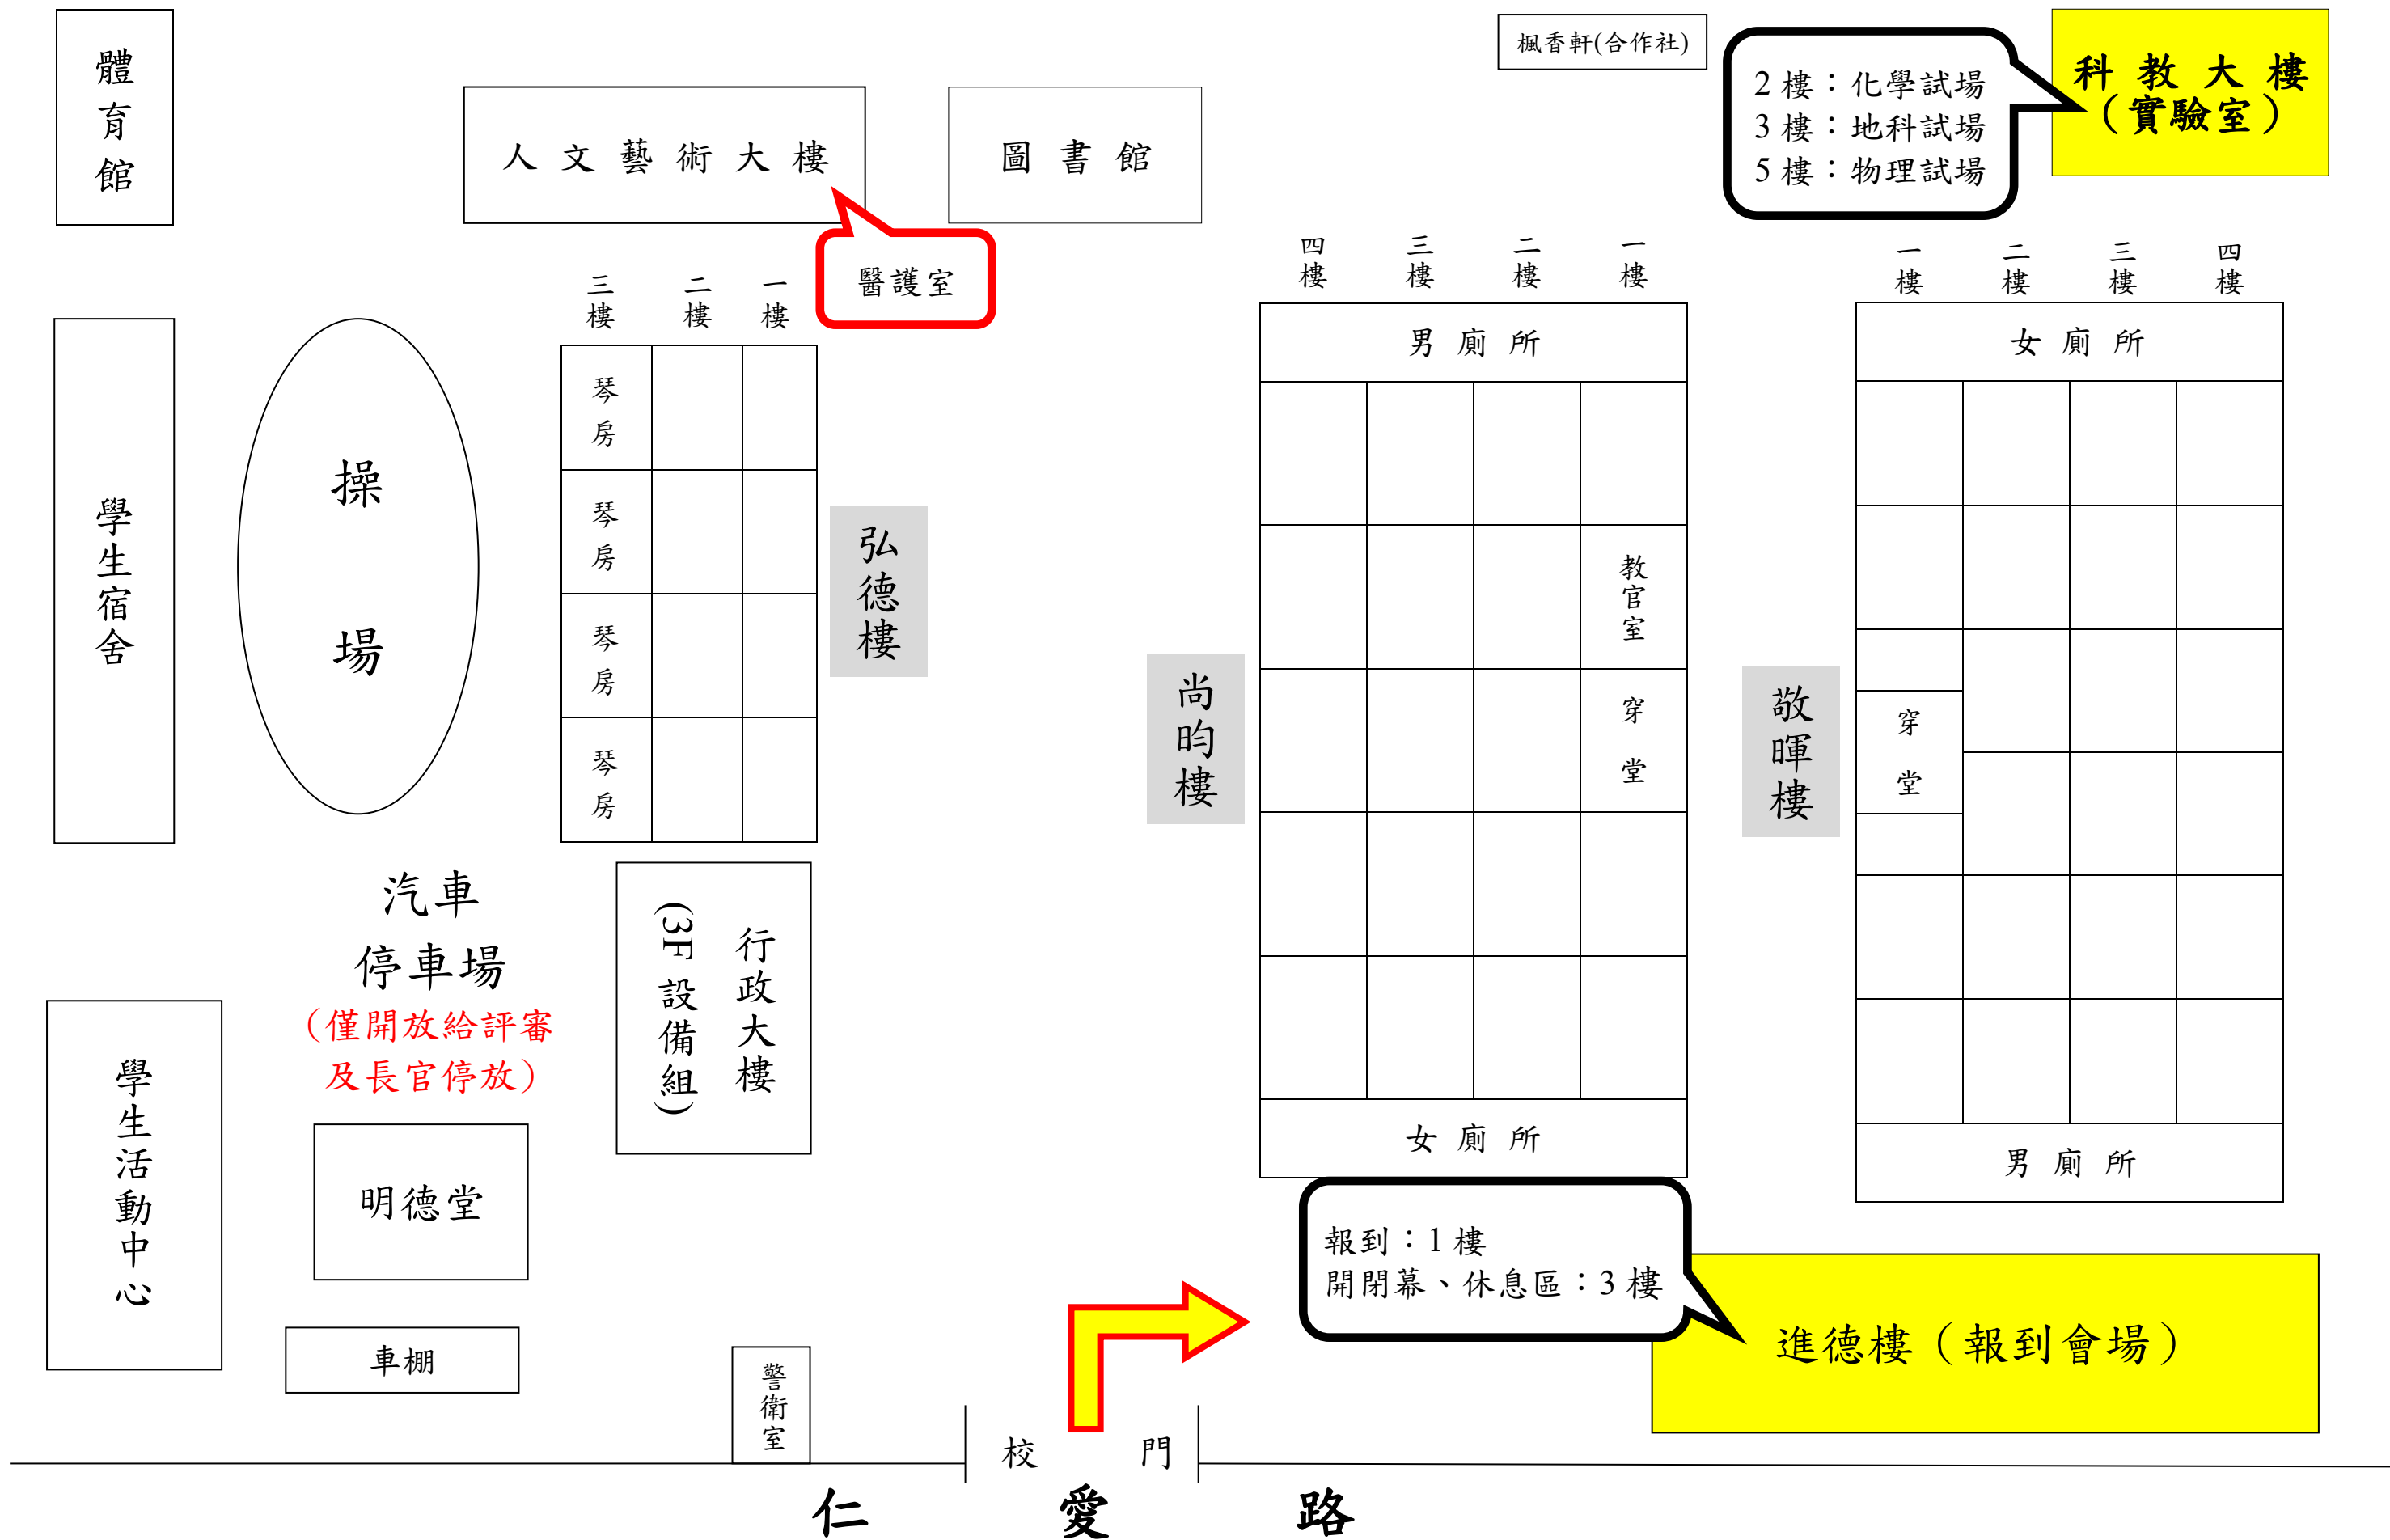 體育館
楓香軒(合作社)
科教大樓
（實驗室）
2 樓：化學試場
3 樓：地科試場
5 樓：物理試場
人文藝術大樓
圖書館
醫護室
三樓
二樓
一樓
四樓
三樓
二樓
一樓
一樓
二樓
三樓
四樓
學生宿舍
操場
琴房
琴房
琴房
琴房
弘德樓
男廁所
教官室
穿堂
尚昀樓
女廁所
女廁所
穿堂
敬暉樓
男廁所
汽車
停車場
（僅開放給評審
及長官停放）
行政大樓
(3F 設備組)
學生活動中心
明德堂
車棚
警衛室
報到：1 樓
開閉幕、休息區：3 樓
進德樓（報到會場）
校門
仁愛路